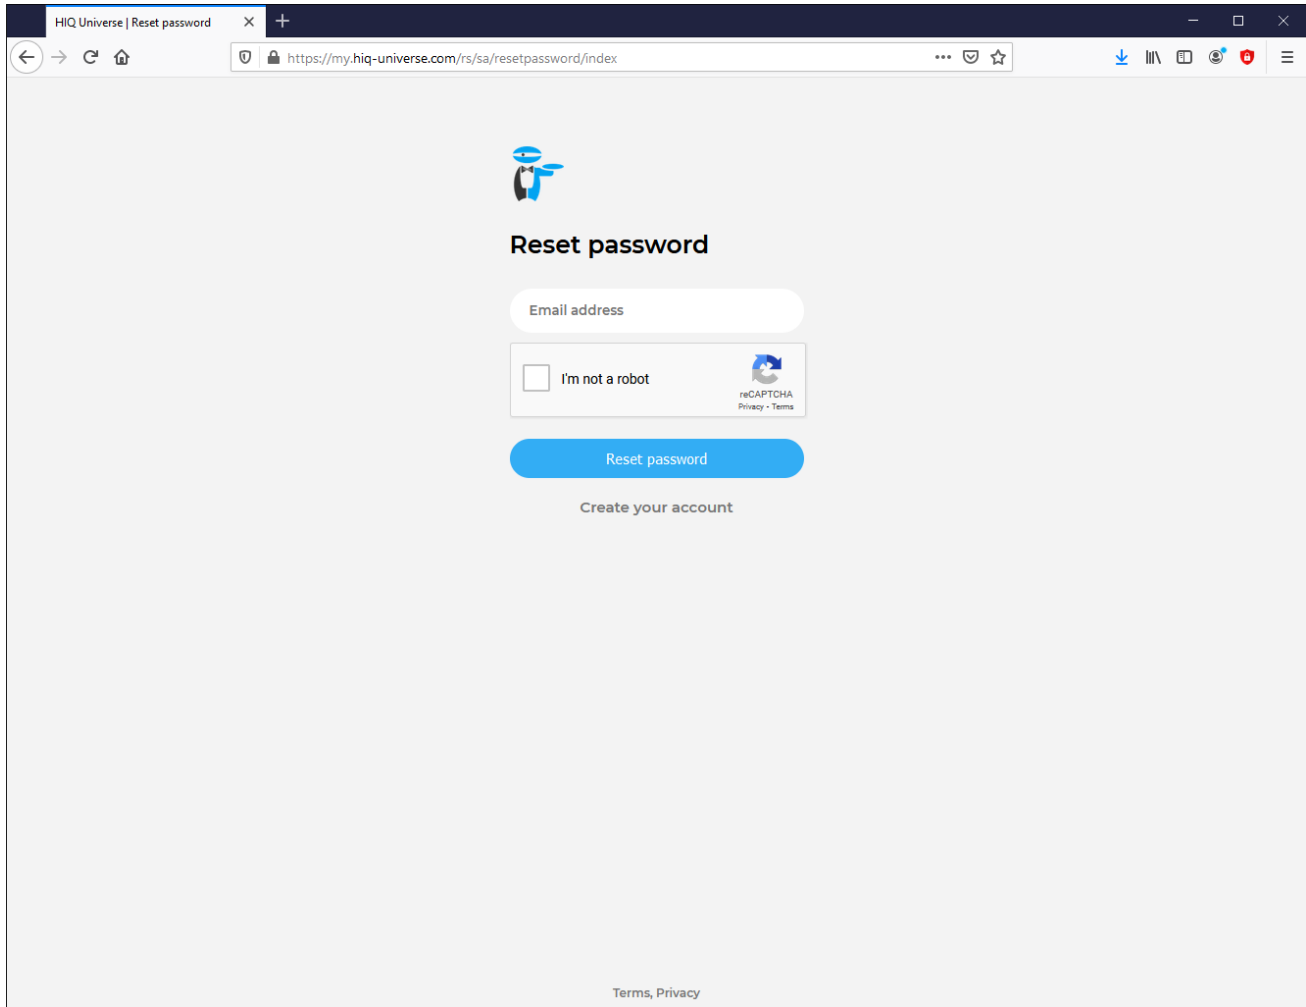 HIQ Universe | Reset password
https://my.hiq-universe.com/rs/sa/resetpassword/index
Reset password
Email address
I'm not a robot
reCAPTCHA
Privacy - Terms
Reset password
Create your account
Terms, Privacy